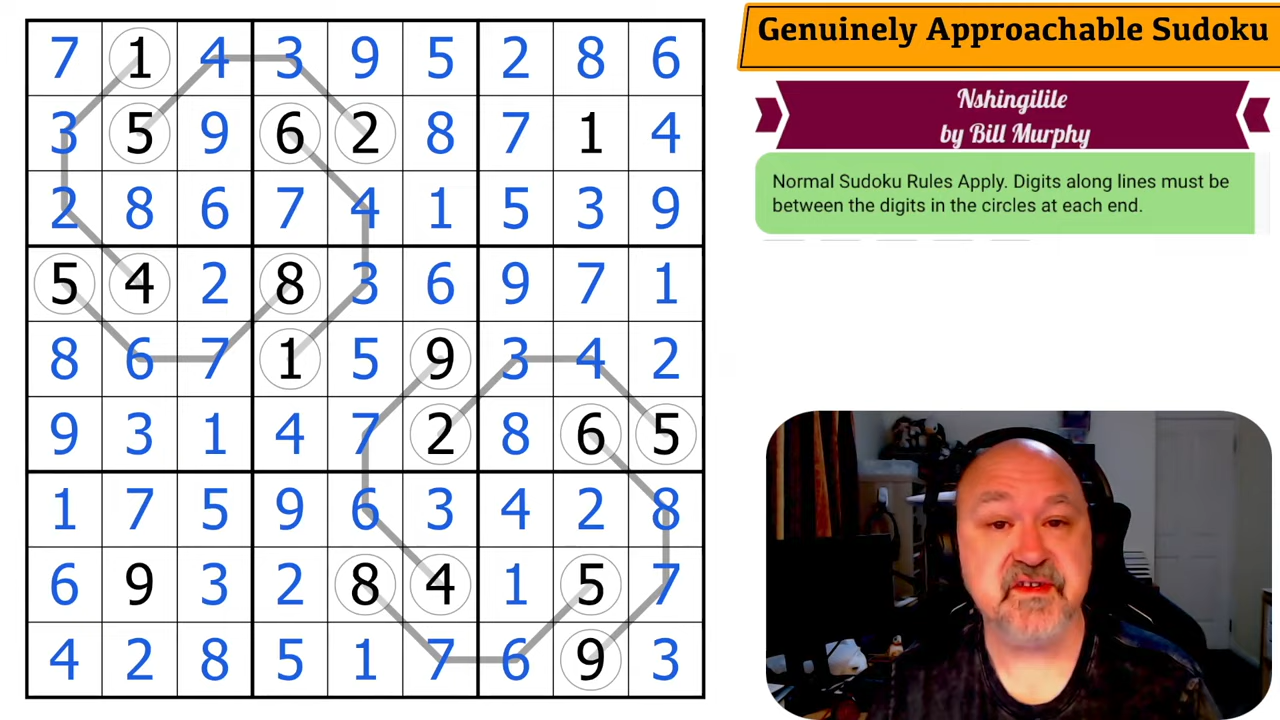 Genuinely Approachable Sudoku
Nshingilile
by Bill Murphy
Normal Sudoku Rules Apply. Digits along lines must be
between the digits in the circles at each end.
7 1 4 3 9 5 2 8 6
3 5 9 6 2 8 7 1 4
2 8 6 7 4 1 5 3 9
5 4 2 8 3 6 9 7 1
8 6 7 1 5 9 3 4 2
9 3 1 4 7 2 8 6 5
1 7 5 9 6 3 4 2 8
6 9 3 2 8 4 1 5 7
4 2 8 5 1 7 6 9 3